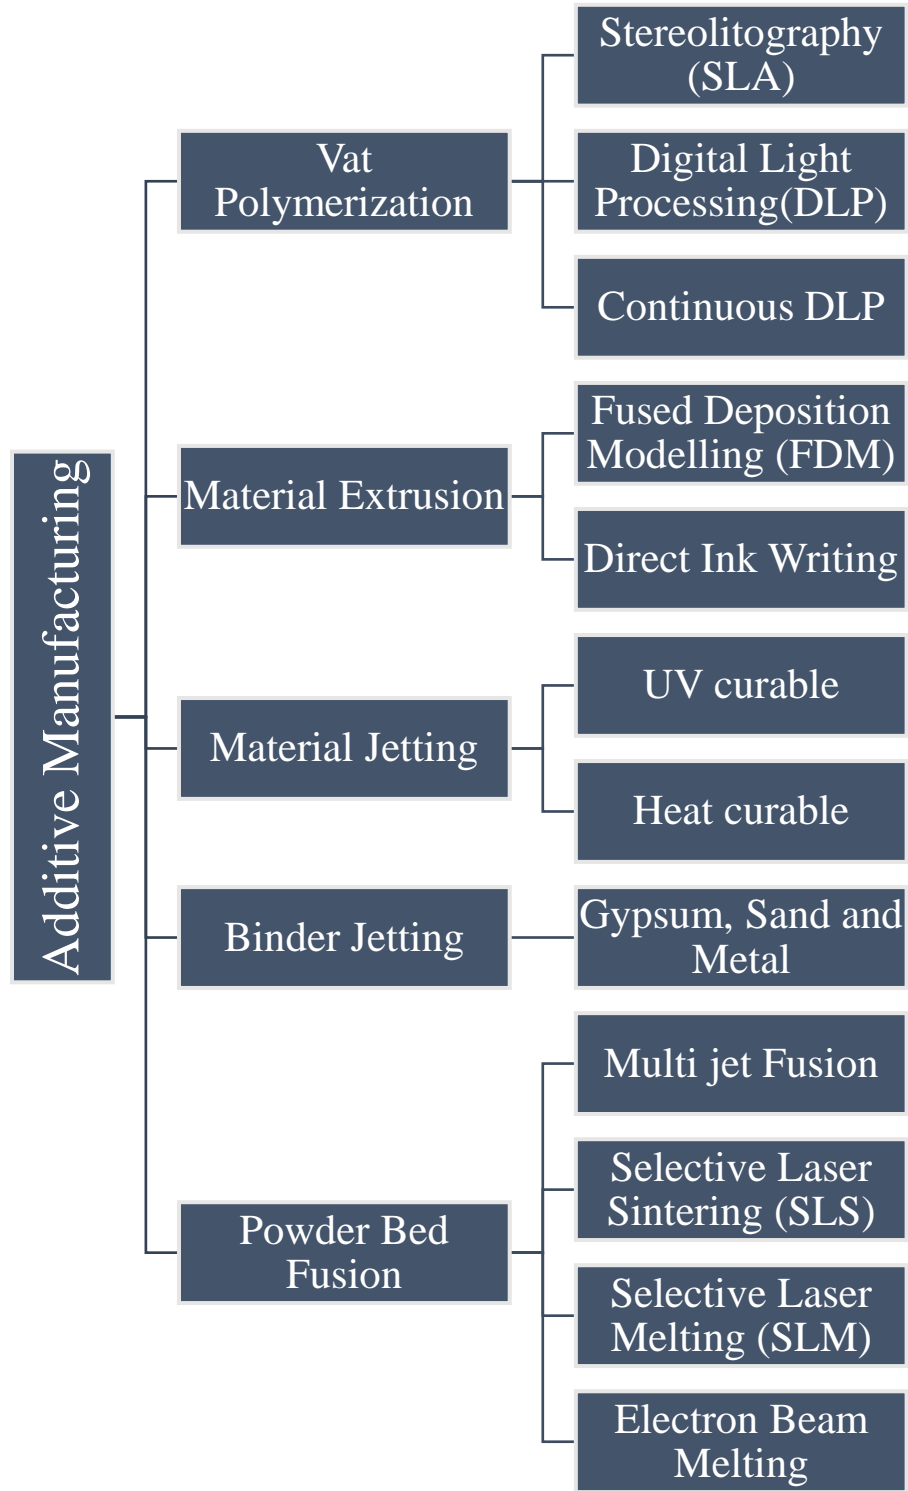 Additive Manufacturing
Vat
Polymerization
Stereolitography
(SLA)
Digital Light
Processing(DLP)
Continuous DLP
Material Extrusion
Fused Deposition
Modelling (FDM)
Direct Ink Writing
Material Jetting
UV curable
Heat curable
Binder Jetting
Gypsum, Sand and
Metal
Powder Bed
Fusion
Multi jet Fusion
Selective Laser
Sintering (SLS)
Selective Laser
Melting (SLM)
Electron Beam
Melting